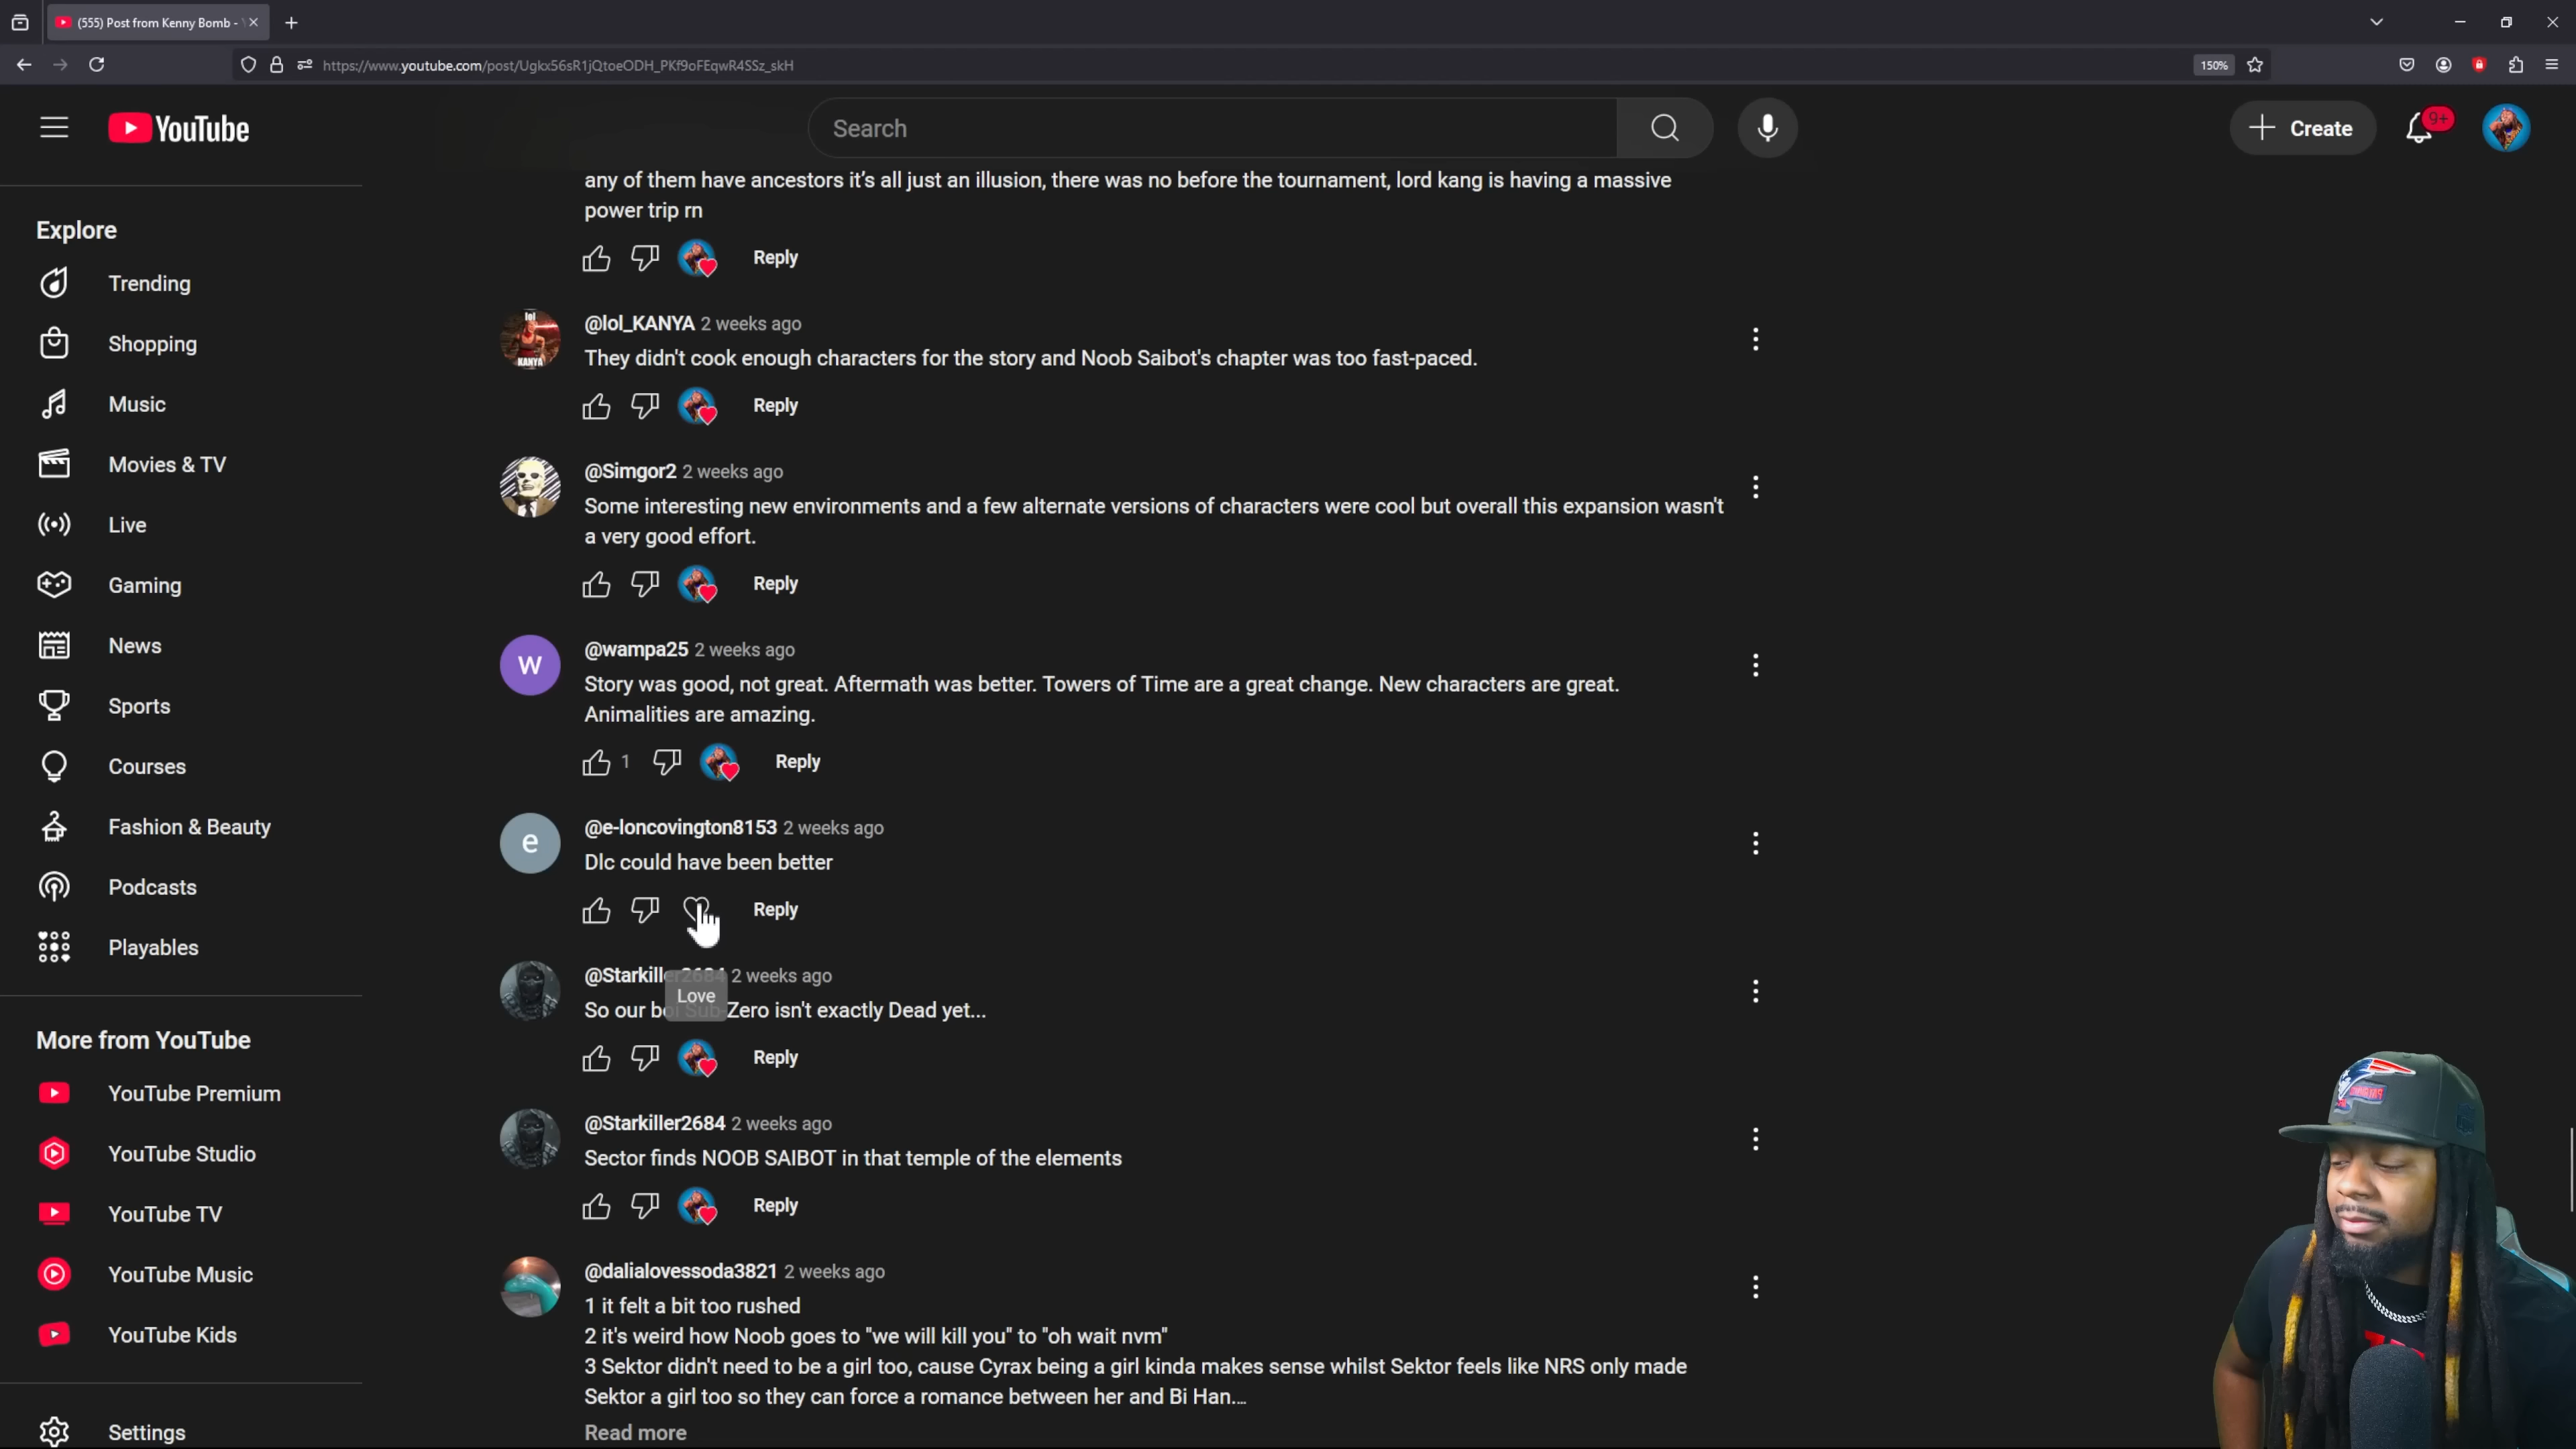 (555) Post from Kenny Bomb -
https://www.youtube.com/post/Ugkx56sR1jQtoeODH_PKf9oFEqwR4SSz_skH
150%
YouTube
Search
Create
9+
Explore
Trending
Shopping
Music
Movies & TV
Live
Gaming
News
Sports
Courses
Fashion & Beauty
Podcasts
Playables
More from YouTube
YouTube Premium
YouTube Studio
YouTube TV
YouTube Music
YouTube Kids
Settings
any of them have ancestors it's all just an illusion, there was no before the tournament, lord kang is having a massive
power trip rn
Reply
lol
KANYA
@lol_KANYA 2 weeks ago
They didn't cook enough characters for the story and Noob Saibot's chapter was too fast-paced.
Reply
@Simgor2 2 weeks ago
Some interesting new environments and a few alternate versions of characters were cool but overall this expansion wasn't
a very good effort.
Reply
W
@wampa25 2 weeks ago
Story was good, not great. Aftermath was better. Towers of Time are a great change. New characters are great.
Animalities are amazing.
1
Reply
e
@e-loncovington8153 2 weeks ago
Dlc could have been better
Reply
@Starkiller2684 2 weeks ago
Love
So our boi Sub-Zero isn't exactly Dead yet...
Reply
@Starkiller2684 2 weeks ago
Sector finds NOOB SAIBOT in that temple of the elements
Reply
@dalialovessoda3821 2 weeks ago
1 it felt a bit too rushed
2 it's weird how Noob goes to "we will kill you" to "oh wait nvm"
3 Sektor didn't need to be a girl too, cause Cyrax being a girl kinda makes sense whilst Sektor feels like NRS only made
Sektor a girl too so they can force a romance between her and Bi Han...
Read more